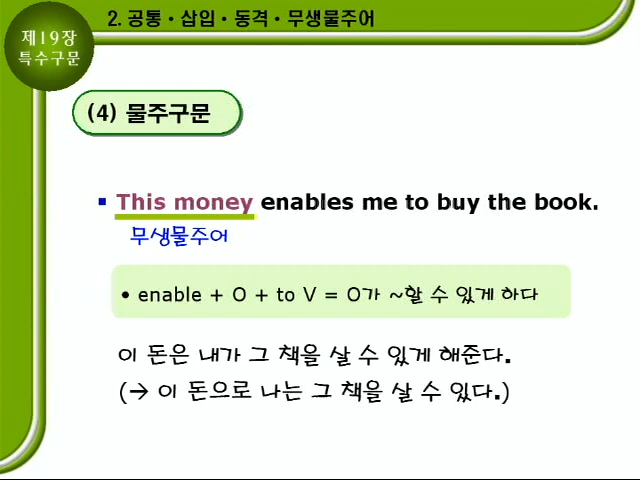 2. 공통·삽입·동격·무생물주어
제19장
특수구문
(4) 물주구문
▪ This money enables me to buy the book.
무생물주어
• enable + O + to V = O가 ~할 수 있게 하다
이 돈은 내가 그 책을 살 수 있게 해준다.
(→ 이 돈으로 나는 그 책을 살 수 있다.)